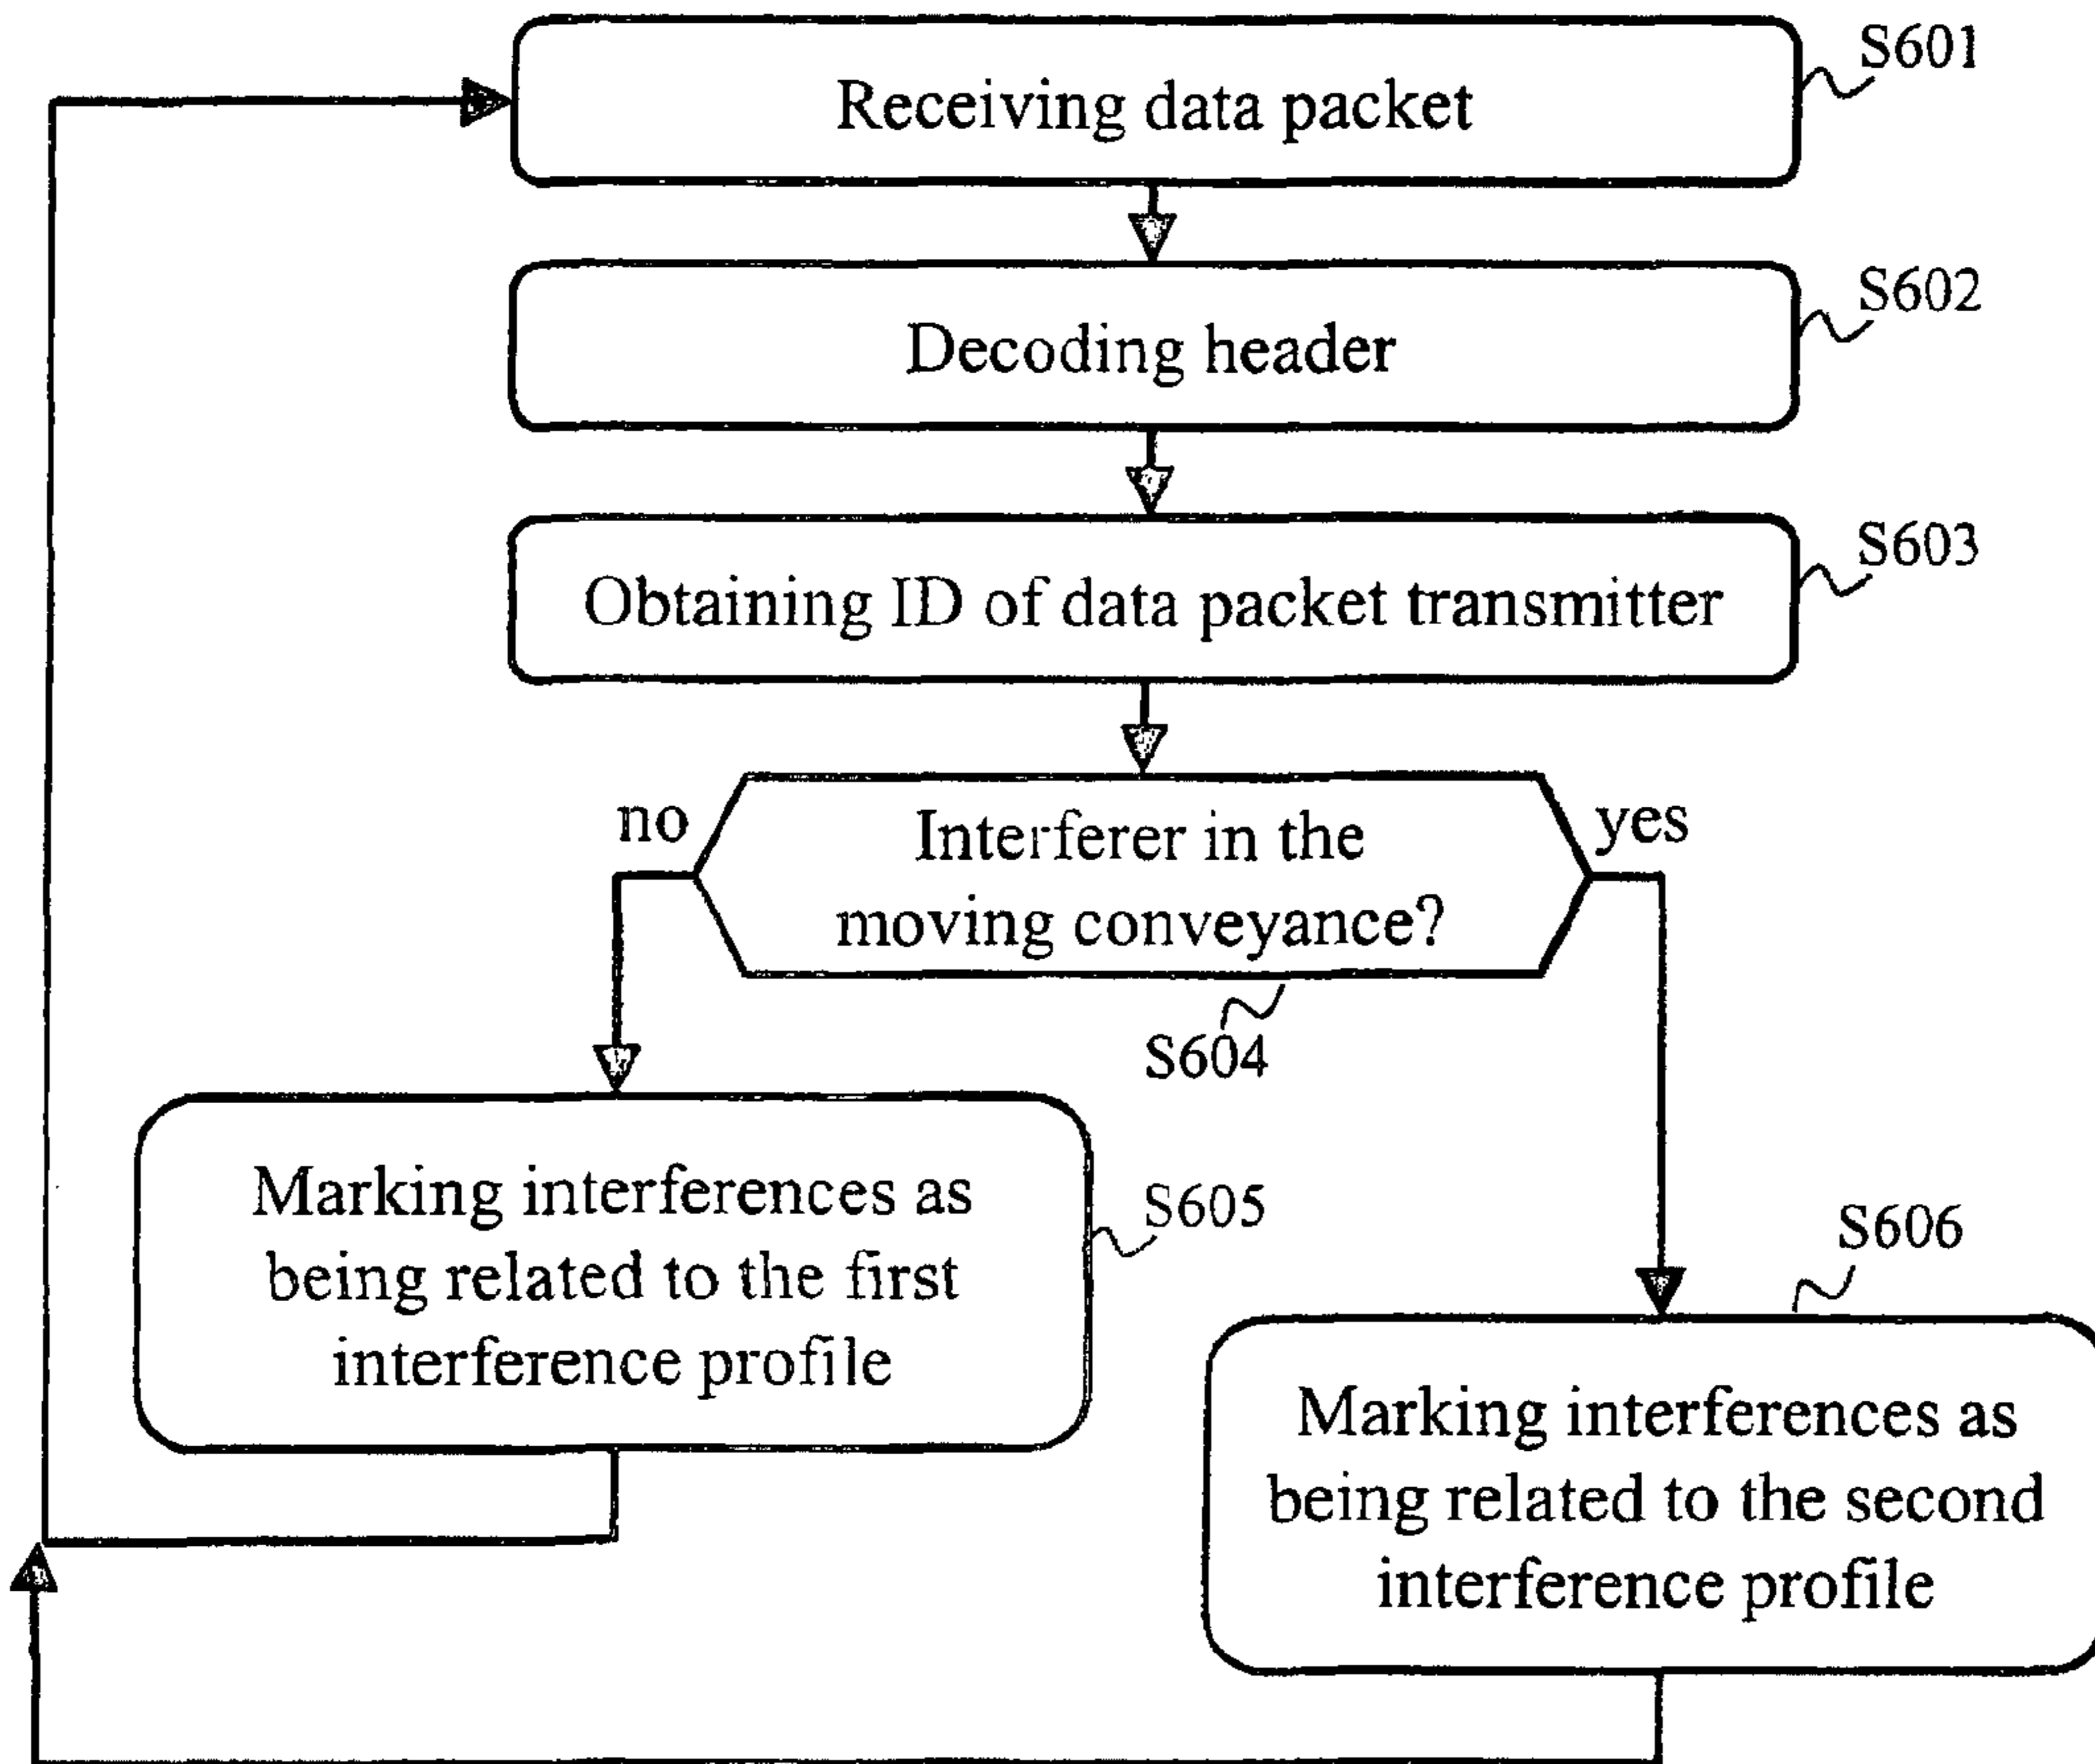 Receiving data packet
S601
Decoding header
S602
Obtaining ID of data packet transmitter
S603
no
Interferer in the
moving conveyance?
yes
S604
Marking interferences as
being related to the first
interference profile
S605
S606
Marking interferences as
being related to the second
interference profile